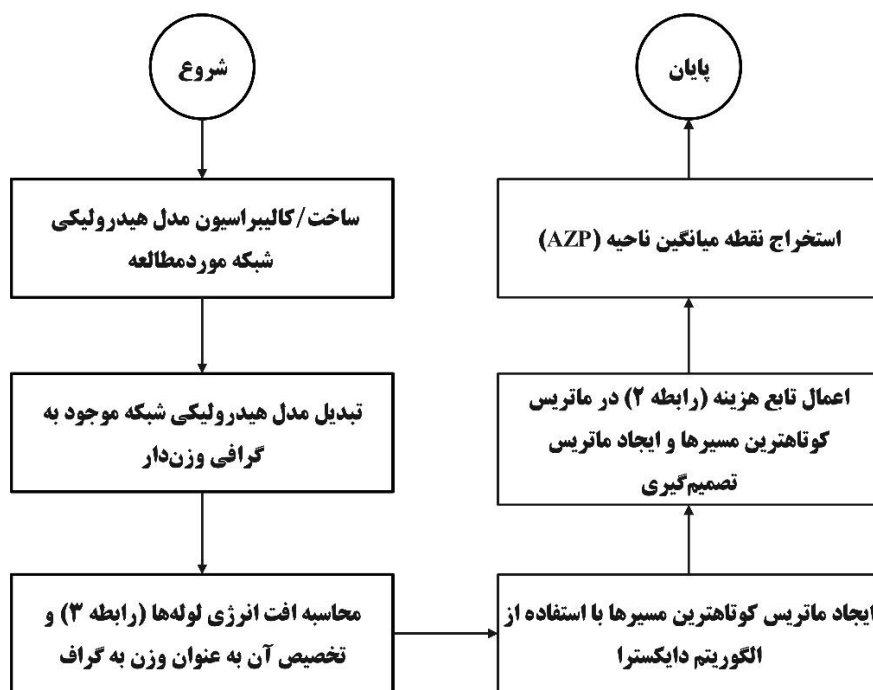 شروع
ساخت/کالیبراسیون مدل هیدرولیکی
شبکه موردمطالعه
تبدیل مدل هیدرولیکی شبکه موجود به
گرافی وزن‌دار
محاسبه افت انرژی لوله‌ها (رابطه ۳) و
تخصیص آن به عنوان وزن به گراف
ایجاد ماتریس کوتاهترین مسیرها با استفاده از
الگوریتم دایکسترا
اعمال تابع هزینه (رابطه ۲) در ماتریس
کوتاهترین مسیرها و ایجاد ماتریس
تصمیم‌گیری
استخراج نقطه میانگین ناحیه (AZP)
پایان